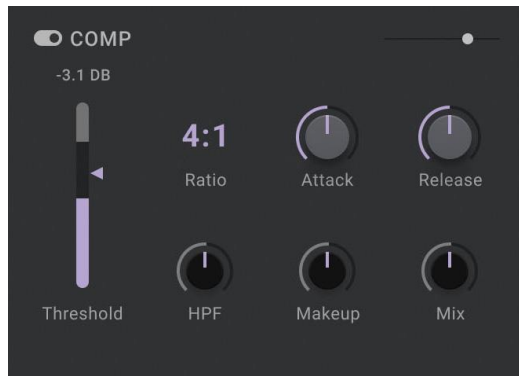 COMP
-3.1 DB
4:1
Ratio
Attack
Release
Threshold
HPF
Makeup
Mix